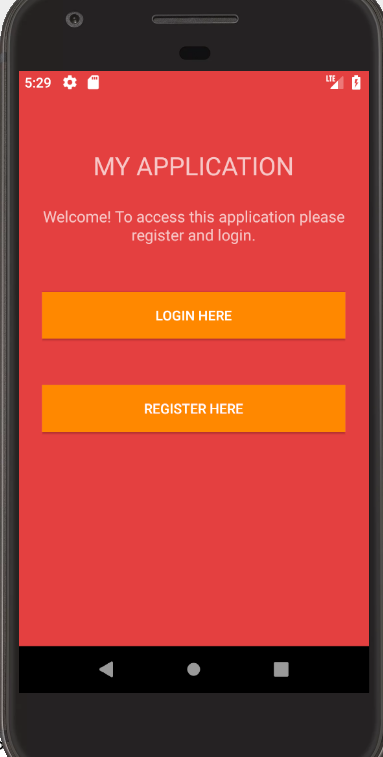 5:29 LTE
MY APPLICATION
Welcome! To access this application please
register and login.
LOGIN HERE
REGISTER HERE